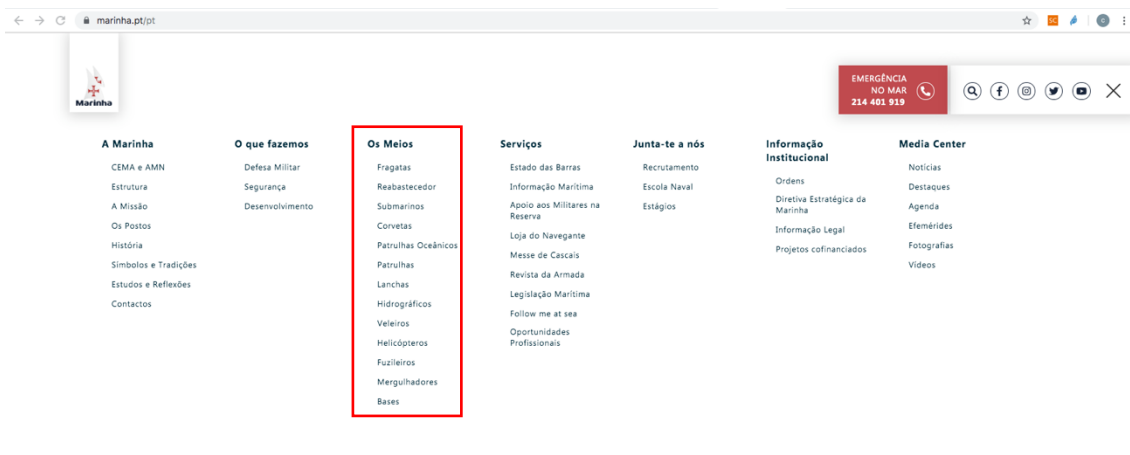 marinha.pt/pt
SC
c
Marinha
EMERGÊNCIA
NO MAR
214 401 919
A Marinha
CEMA e AMN
Estrutura
A Missão
Os Postos
História
Símbolos e Tradições
Estudos e Reflexões
Contactos
O que fazemos
Defesa Militar
Segurança
Desenvolvimento
Os Meios
Fragatas
Reabastecedor
Submarinos
Corvetas
Patrulhas Oceânicos
Patrulhas
Lanchas
Hidrográficos
Veleiros
Helicópteros
Fuzileiros
Mergulhadores
Bases
Serviços
Estado das Barras
Informação Marítima
Apoio aos Militares na
Reserva
Loja do Navegante
Messe de Cascais
Revista da Armada
Legislação Marítima
Follow me at sea
Oportunidades
Profissionais
Junta-te a nós
Recrutamento
Escola Naval
Estágios
Informação
Institucional
Ordens
Diretiva Estratégica da
Marinha
Informação Legal
Projetos cofinanciados
Media Center
Notícias
Destaques
Agenda
Efemérides
Fotografias
Vídeos